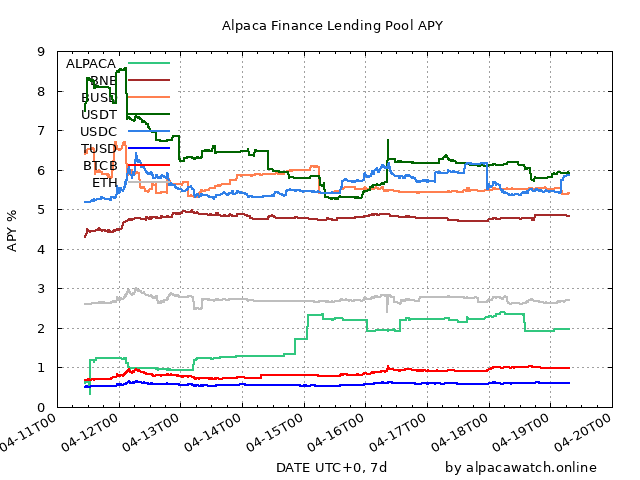 Alpaca Finance Lending Pool APY
APY %
9
8
7
6
5
4
3
2
1
0
ALPACA
BNB
BUSD
USDT
USDC
TUSD
BTCB
ETH
04-11T00
04-12T00
04-13T00
04-14T00
04-15T00
04-16T00
04-17T00
04-18T00
04-19T00
04-20T00
DATE UTC+0, 7d
by alpacawatch.online